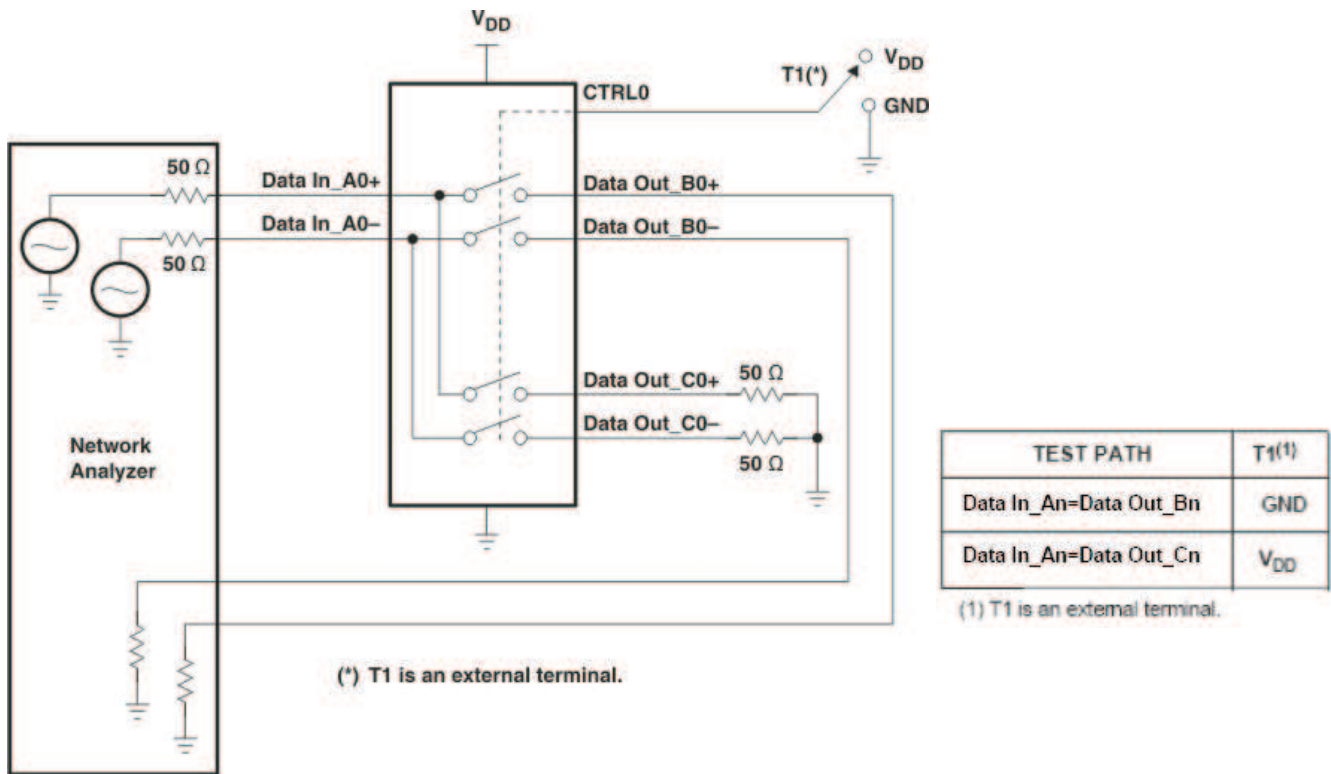 VDD
T1(*)
VDD
GND
CTRL0
50 Ω
Data In_A0+
Data Out_B0+
Data In_A0–
Data Out_B0–
50 Ω
Data Out_C0+
50 Ω
Data Out_C0–
50 Ω
Network
Analyzer
TEST PATH T1(1)
Data In_An=Data Out_Bn GND
Data In_An=Data Out_Cn VDD
(1) T1 is an external terminal.
(*) T1 is an external terminal.